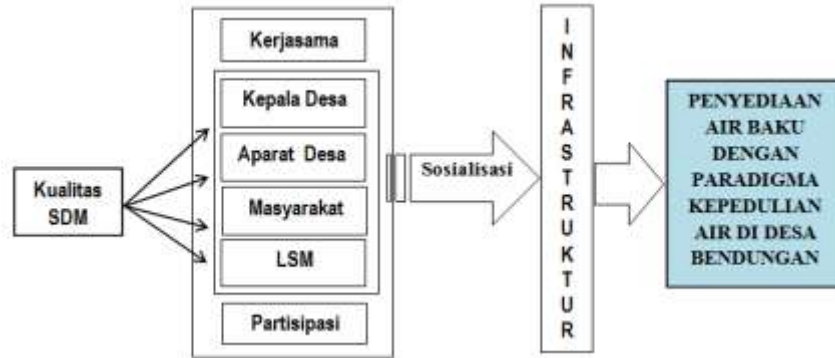 Kualitas
SDM
Kerjasama
Kepala Desa
Aparat Desa
Masyarakat
LSM
Partisipasi
Sosialisasi
I
N
F
R
A
S
T
R
U
K
T
U
R
PENYEDIAAN
AIR BAKU
DENGAN
PARADIGMA
KEPEDULIAN
AIR DI DESA
BENDUNGAN